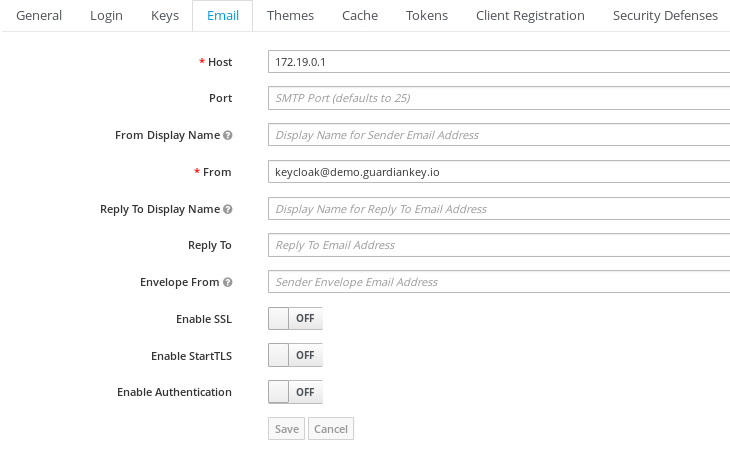 General Login Keys Email Themes Cache Tokens Client Registration Security Defenses
* Host 172.19.0.1
Port SMTP Port (defaults to 25)
From Display Name ? Display Name for Sender Email Address
* From keycloak@demo.guardiankey.io
Reply To Display Name ? Display Name for Reply To Email Address
Reply To Reply To Email Address
Envelope From ? Sender Envelope Email Address
Enable SSL OFF
Enable StartTLS OFF
Enable Authentication OFF
Save Cancel